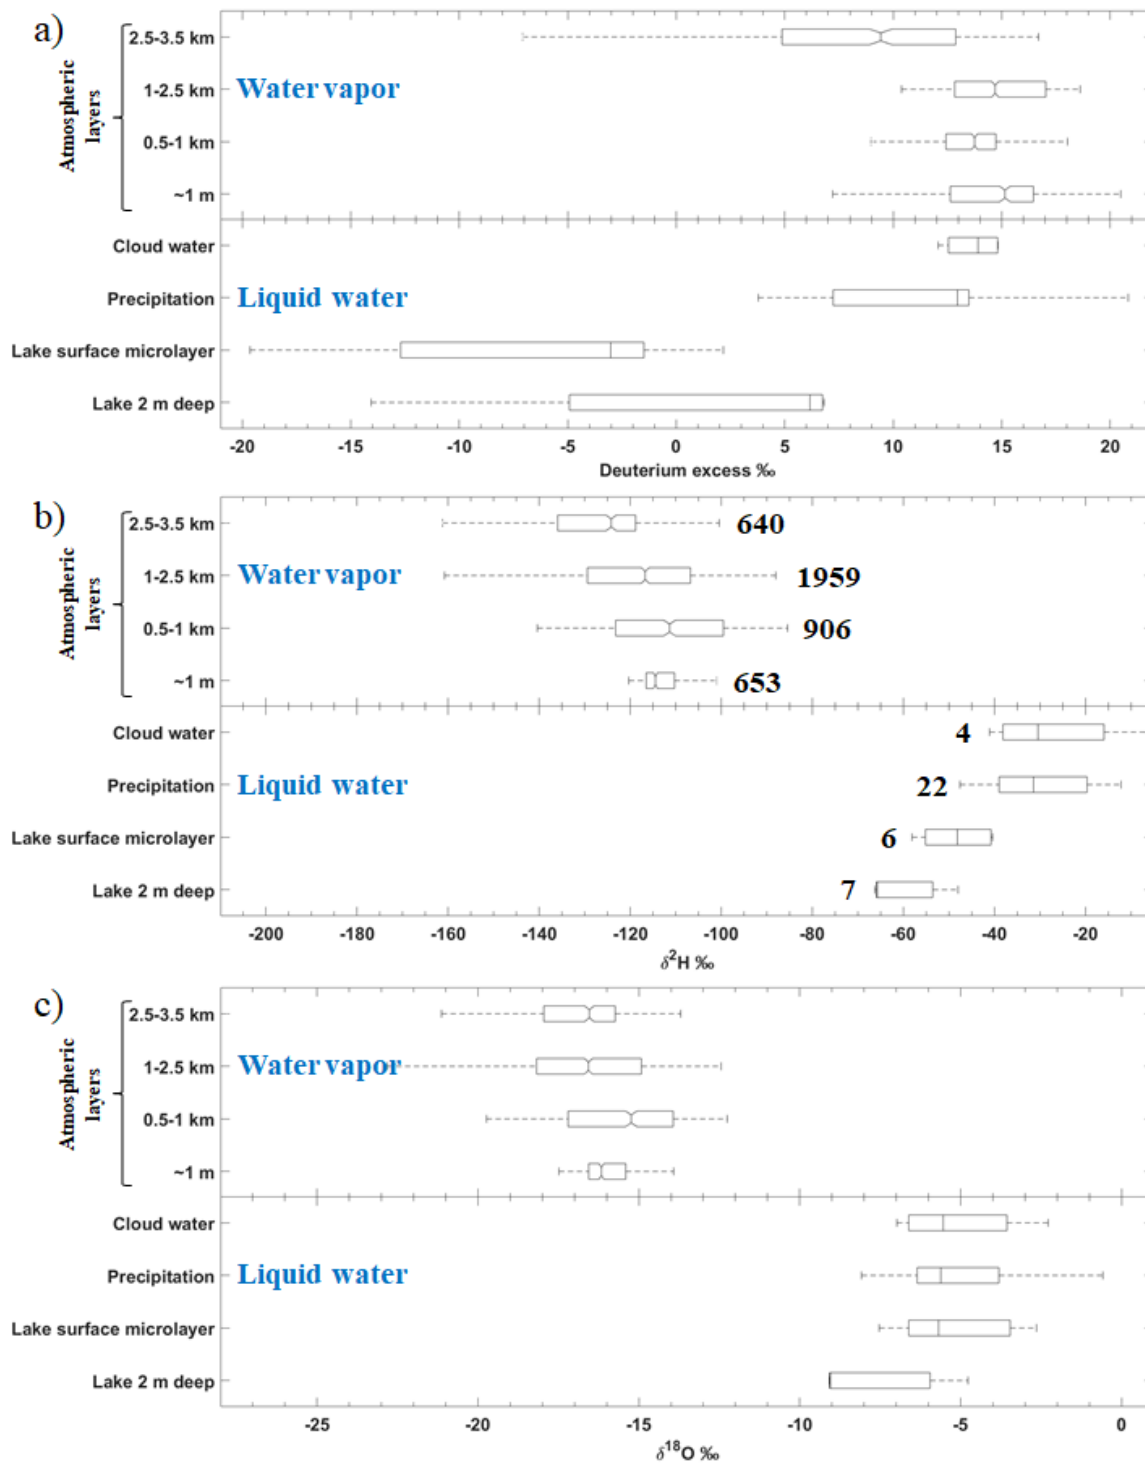 a)
Atmospheric
layers
2.5-3.5 km
1-2.5 km
Water vapor
0.5-1 km
~1 m
Cloud water
Precipitation
Liquid water
Lake surface microlayer
Lake 2 m deep
-20 -15 -10 -5 0 5 10 15 20
Deuterium excess ‰
b)
Atmospheric
layers
2.5-3.5 km
640
1-2.5 km
Water vapor
1959
0.5-1 km
906
~1 m
653
Cloud water
4
Precipitation
Liquid water
22
Lake surface microlayer
6
Lake 2 m deep
7
-200 -180 -160 -140 -120 -100 -80 -60 -40 -20
δ²H ‰
c)
Atmospheric
layers
2.5-3.5 km
1-2.5 km
Water vapor
0.5-1 km
~1 m
Cloud water
Precipitation
Liquid water
Lake surface microlayer
Lake 2 m deep
-25 -20 -15 -10 -5 0
δ¹⁸O ‰